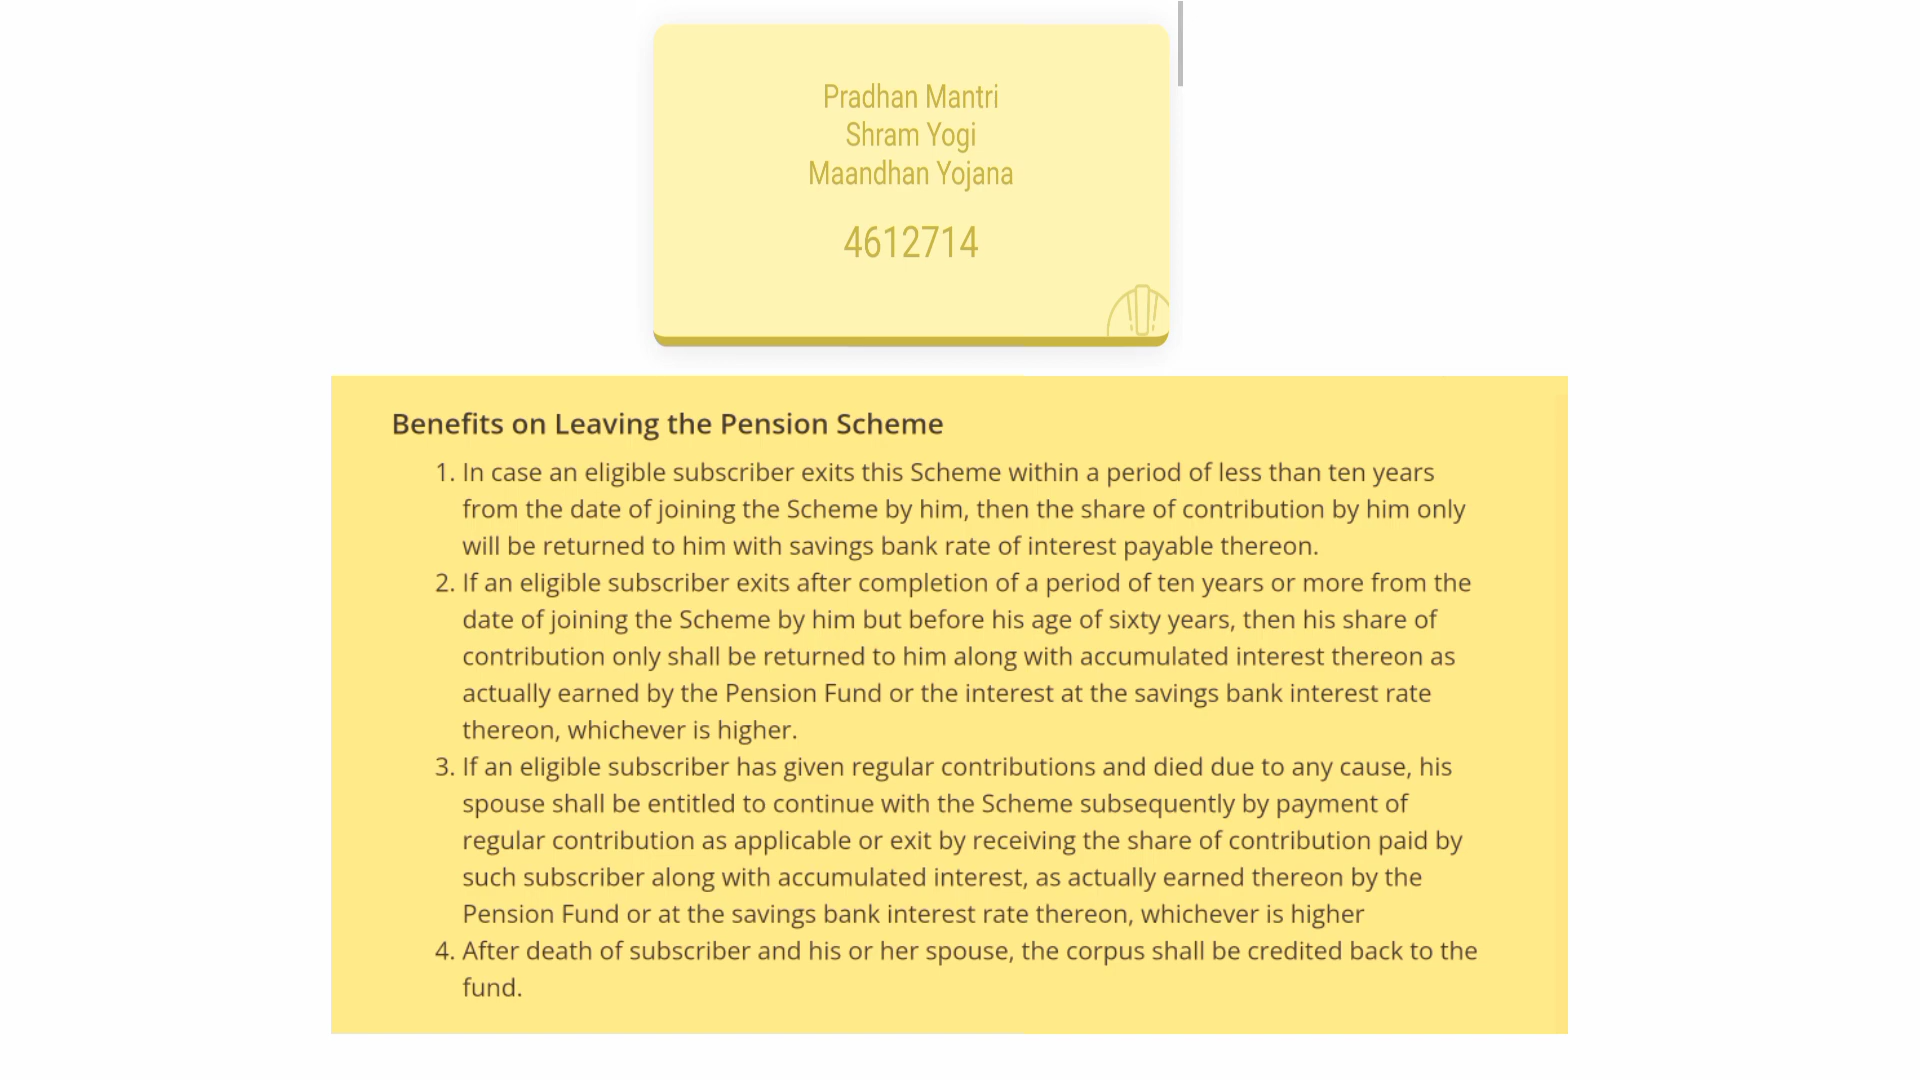 Pradhan Mantri
Shram Yogi
Maandhan Yojana
4612714
Benefits on Leaving the Pension Scheme
1. In case an eligible subscriber exits this Scheme within a period of less than ten years
from the date of joining the Scheme by him, then the share of contribution by him only
will be returned to him with savings bank rate of interest payable thereon.
2. If an eligible subscriber exits after completion of a period of ten years or more from the
date of joining the Scheme by him but before his age of sixty years, then his share of
contribution only shall be returned to him along with accumulated interest thereon as
actually earned by the Pension Fund or the interest at the savings bank interest rate
thereon, whichever is higher.
3. If an eligible subscriber has given regular contributions and died due to any cause, his
spouse shall be entitled to continue with the Scheme subsequently by payment of
regular contribution as applicable or exit by receiving the share of contribution paid by
such subscriber along with accumulated interest, as actually earned thereon by the
Pension Fund or at the savings bank interest rate thereon, whichever is higher
4. After death of subscriber and his or her spouse, the corpus shall be credited back to the
fund.